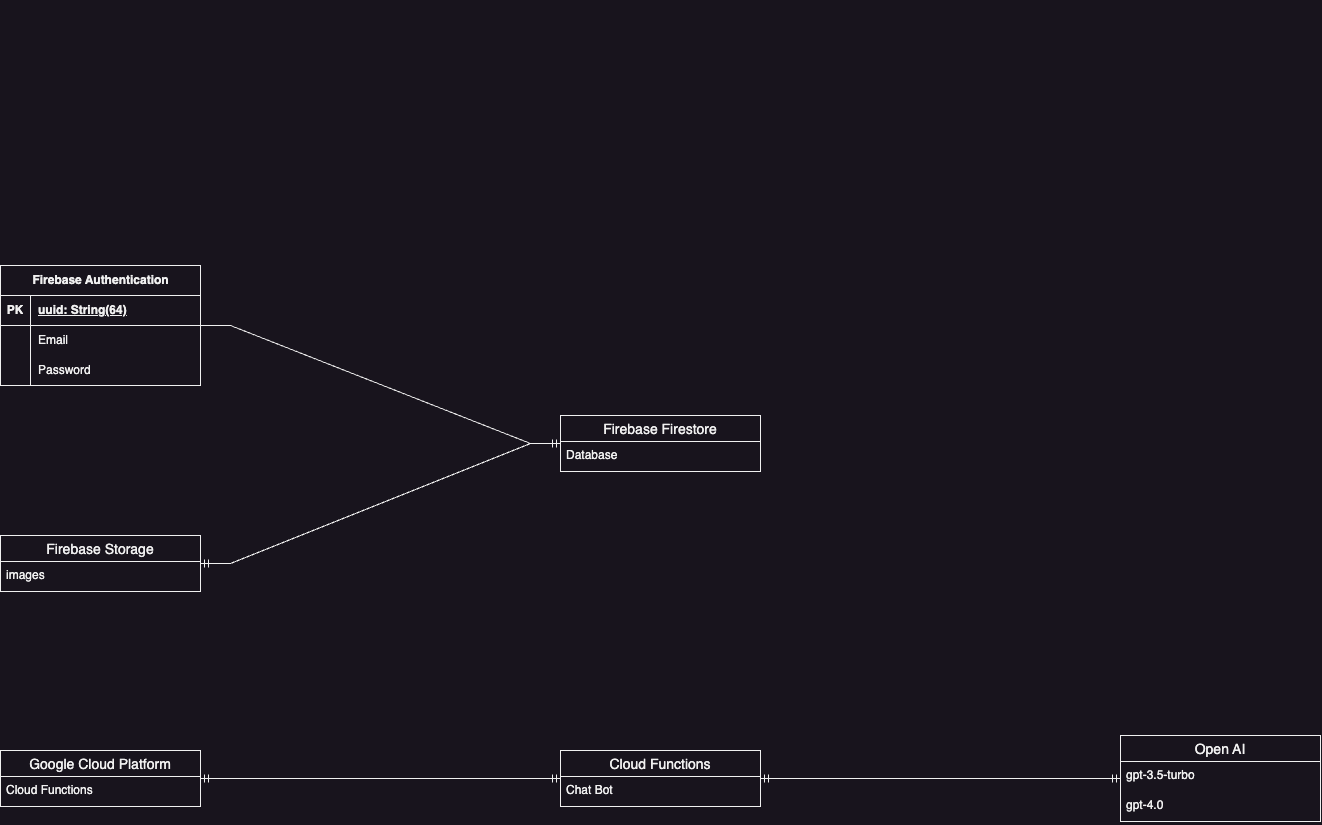 Firebase Authentication
PK uuid: String(64)
Email
Password
Firebase Firestore
Database
Firebase Storage
images
Google Cloud Platform
Cloud Functions
Cloud Functions
Chat Bot
Open AI
gpt-3.5-turbo
gpt-4.0